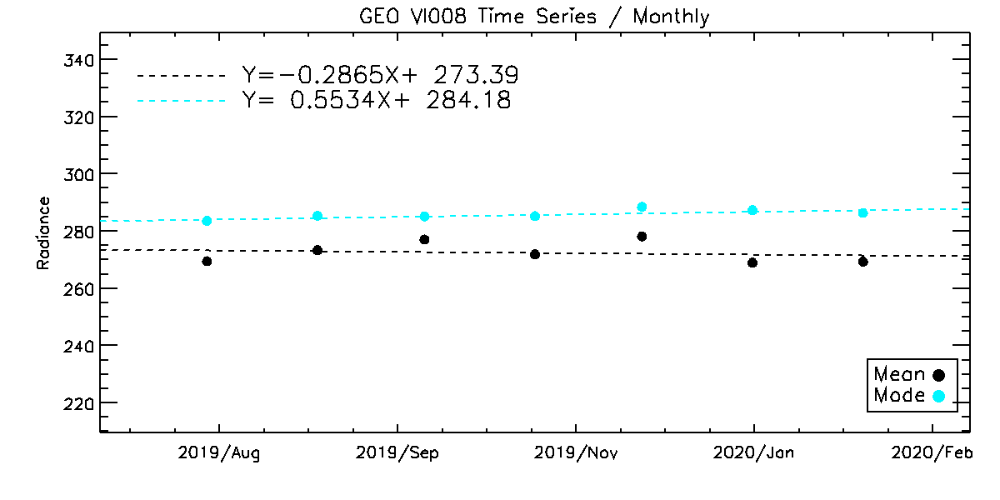 GEO VI008 Time Series / Monthly
340
Y=-0.2865X+ 273.39
Y= 0.5534X+ 284.18
320
300
Radiance
280
260
240
Mean
Mode
220
2019/Aug 2019/Sep 2019/Nov 2020/Jan 2020/Feb